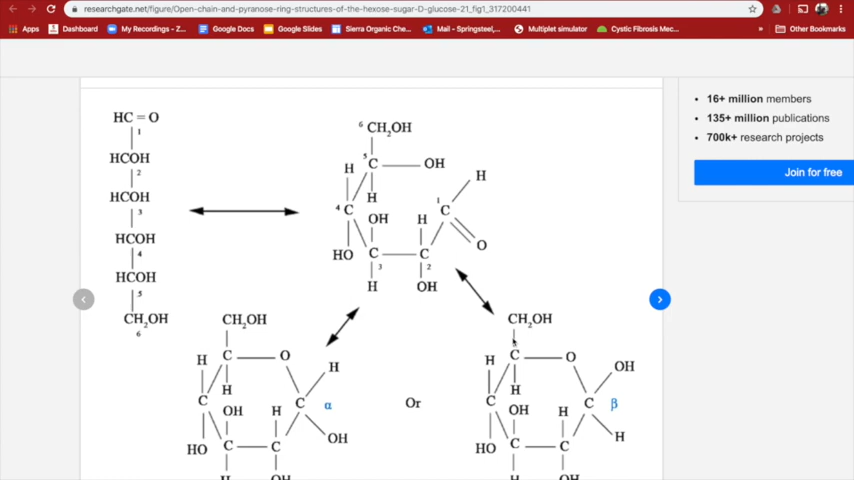 researchgate.net/figure/Open-chain-and-pyranose-ring-structures-of-the-hexose-sugar-D-glucose-21_fig1_317200441
Apps Dashboard My Recordings - Z... Google Docs Google Slides Sierra Organic Che... Mail - Springsteel,... Multiplet simulator Cystic Fibrosis Mec... » Other Bookmarks
16+ million members
135+ million publications
700k+ research projects
Join for free
HC = O
1
HCOH
2
HCOH
3
HCOH
4
HCOH
5
CH2OH
6
6 CH2OH
5
C OH
H H
4 C
OH
HO
C
3
H
H
C
2
OH
1 C
H
O
CH2OH
H C O
H
H
C OH H C α
HO C C OH
H OH
Or
CH2OH
H C O
H
OH
C OH H C β
HO C C H
H OH